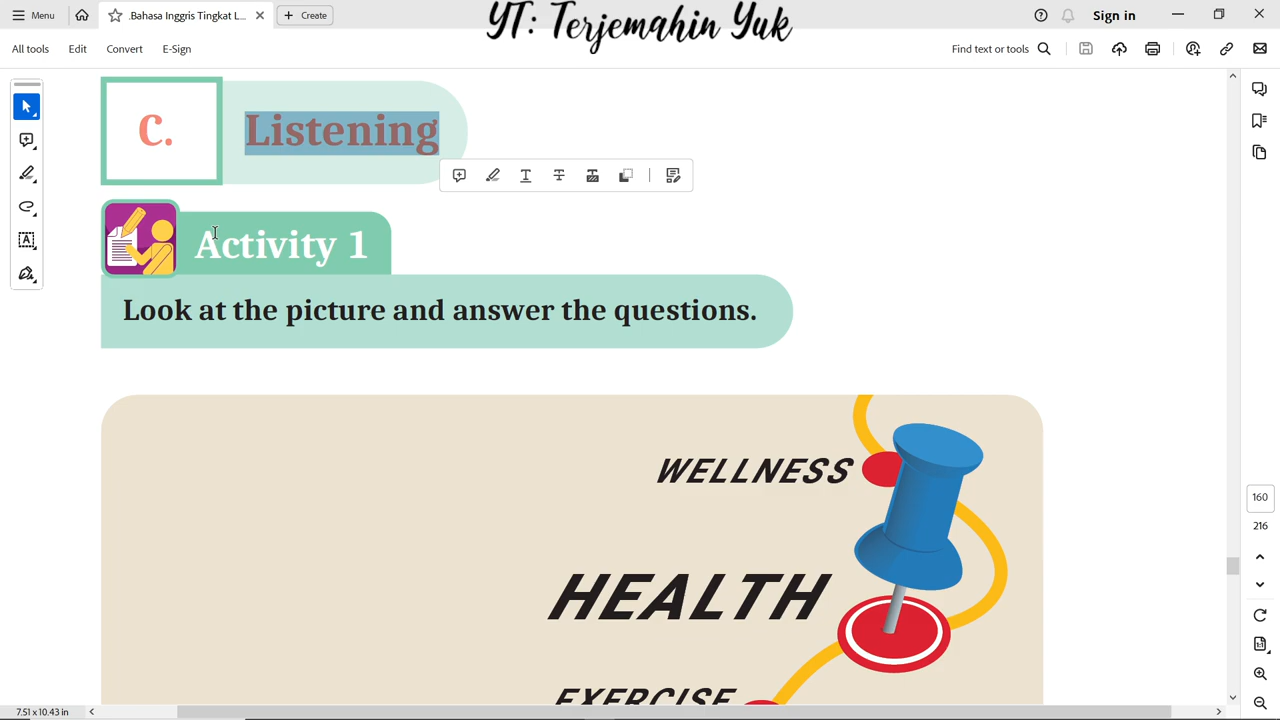 Menu
.Bahasa Inggris Tingkat L...
Create
YT: Terjemahin Yuk
Sign in
All tools
Edit
Convert
E-Sign
Find text or tools
C.
Listening
Activity 1
Look at the picture and answer the questions.
WELLNESS
HEALTH
EXERCISE
160
216
7.51 x 10.43 in